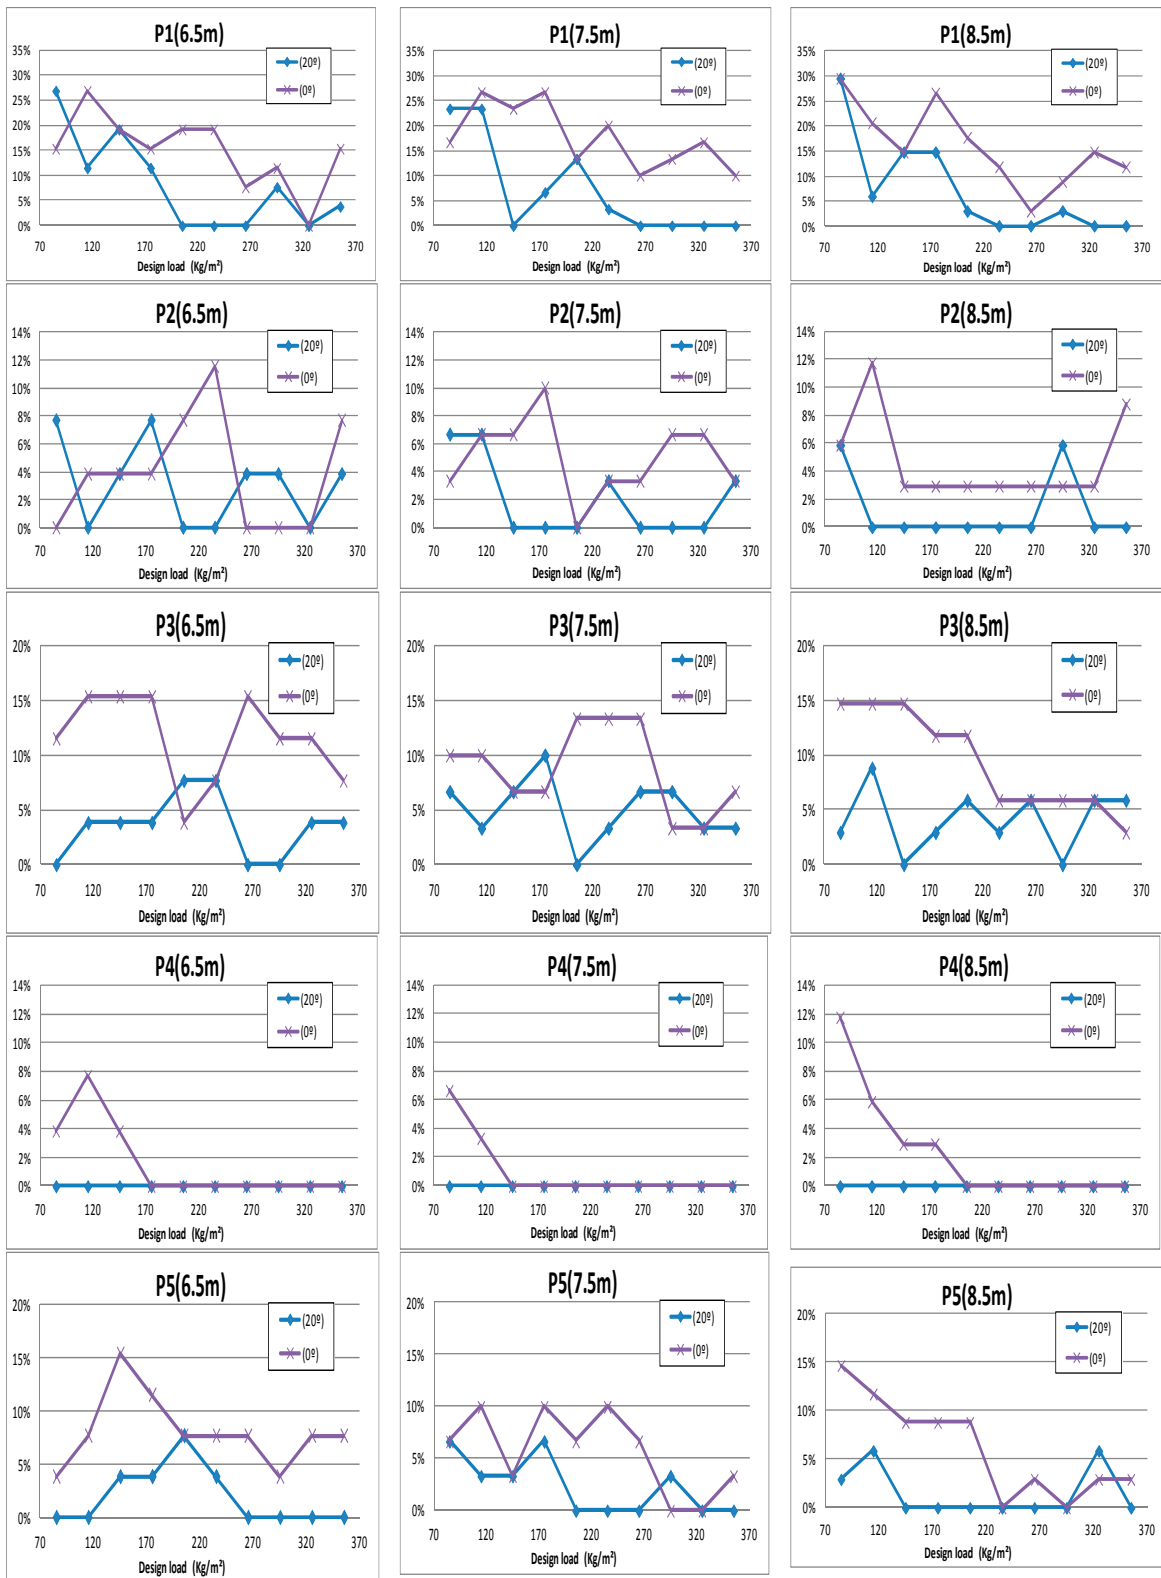 P1(6.5m)
35%
30%
25%
20%
15%
10%
5%
0%
(20º)
(0º)
70 120 170 220 270 320 370
Design load (Kg/m²)
P1(7.5m)
35%
30%
25%
20%
15%
10%
5%
0%
(20º)
(0º)
70 120 170 220 270 320 370
Design load (Kg/m²)
P1(8.5m)
35%
30%
25%
20%
15%
10%
5%
0%
(20º)
(0º)
70 120 170 220 270 320 370
Design load (Kg/m²)
P2(6.5m)
14%
12%
10%
8%
6%
4%
2%
0%
(20º)
(0º)
70 120 170 220 270 320 370
Design load (Kg/m²)
P2(7.5m)
14%
12%
10%
8%
6%
4%
2%
0%
(20º)
(0º)
70 120 170 220 270 320 370
Design load (Kg/m²)
P2(8.5m)
14%
12%
10%
8%
6%
4%
2%
0%
(20º)
(0º)
70 120 170 220 270 320 370
Design load (Kg/m²)
P3(6.5m)
20%
15%
10%
5%
0%
(20º)
(0º)
70 120 170 220 270 320 370
Design load (Kg/m²)
P3(7.5m)
20%
15%
10%
5%
0%
(20º)
(0º)
70 120 170 220 270 320 370
Design load (Kg/m²)
P3(8.5m)
20%
15%
10%
5%
0%
(20º)
(0º)
70 120 170 220 270 320 370
Design load (Kg/m²)
P4(6.5m)
14%
12%
10%
8%
6%
4%
2%
0%
(20º)
(0º)
70 120 170 220 270 320 370
Design load (Kg/m²)
P4(7.5m)
14%
12%
10%
8%
6%
4%
2%
0%
(20º)
(0º)
70 120 170 220 270 320 370
Design load (Kg/m²)
P4(8.5m)
14%
12%
10%
8%
6%
4%
2%
0%
(20º)
(0º)
70 120 170 220 270 320 370
Design load (Kg/m²)
P5(6.5m)
20%
15%
10%
5%
0%
(20º)
(0º)
70 120 170 220 270 320 370
Design load (Kg/m²)
P5(7.5m)
20%
15%
10%
5%
0%
(20º)
(0º)
70 120 170 220 270 320 370
Design load (Kg/m²)
P5(8.5m)
20%
15%
10%
5%
0%
(20º)
(0º)
70 120 170 220 270 320 370
Design load (Kg/m²)